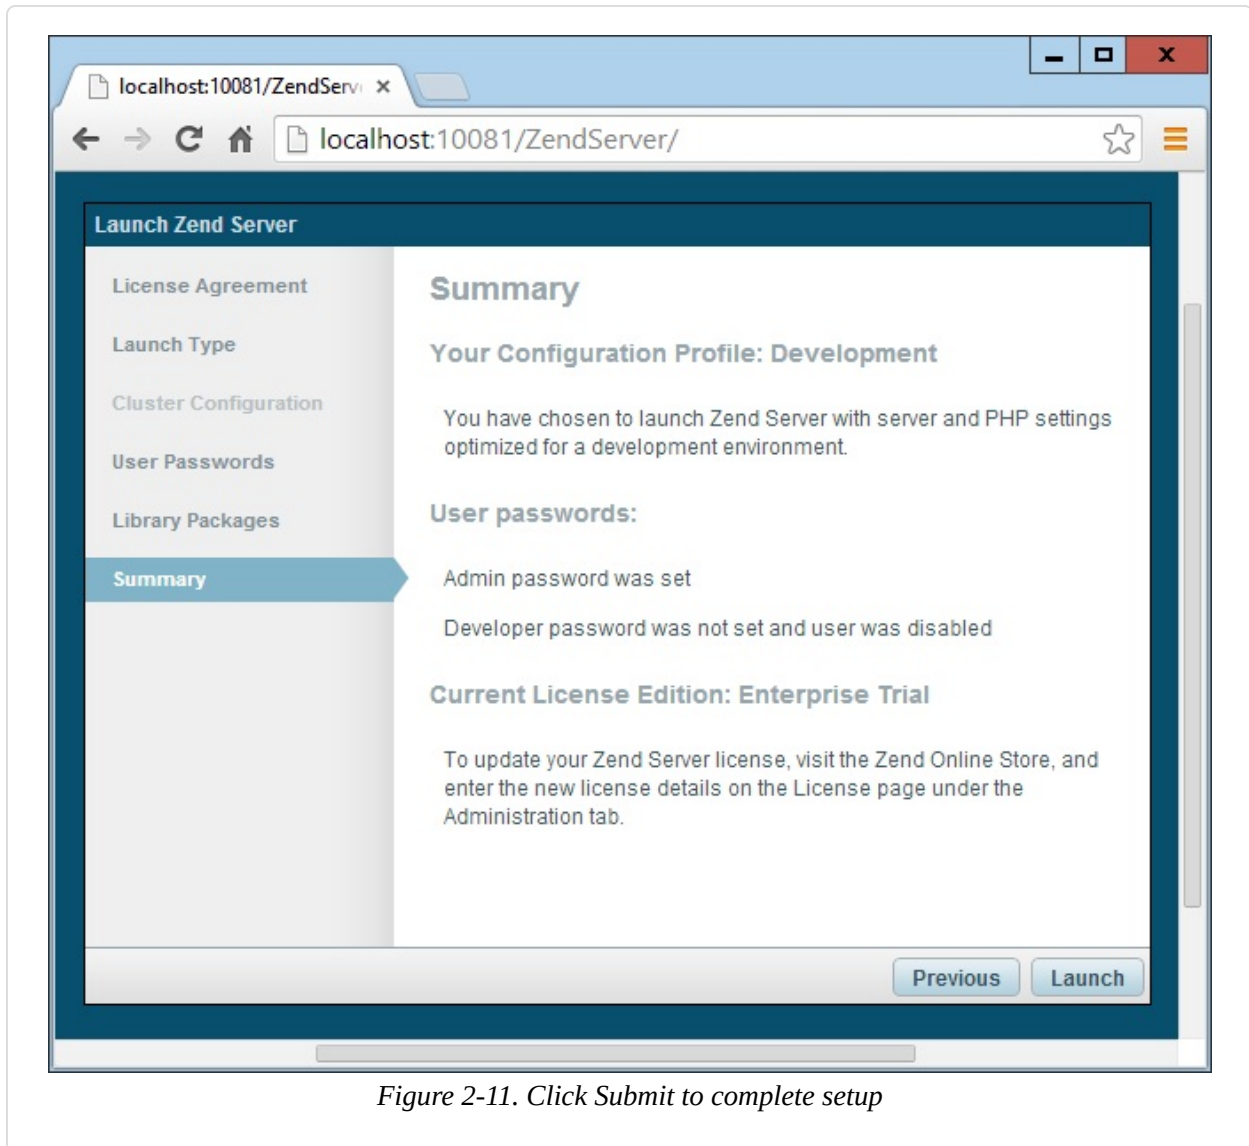 localhost:10081/ZendServ
localhost:10081/ZendServer/
Launch Zend Server
License Agreement
Launch Type
Cluster Configuration
User Passwords
Library Packages
Summary
Summary
Your Configuration Profile: Development
You have chosen to launch Zend Server with server and PHP settings
optimized for a development environment.
User passwords:
Admin password was set
Developer password was not set and user was disabled
Current License Edition: Enterprise Trial
To update your Zend Server license, visit the Zend Online Store, and
enter the new license details on the License page under the
Administration tab.
Previous Launch
Figure 2-11. Click Submit to complete setup